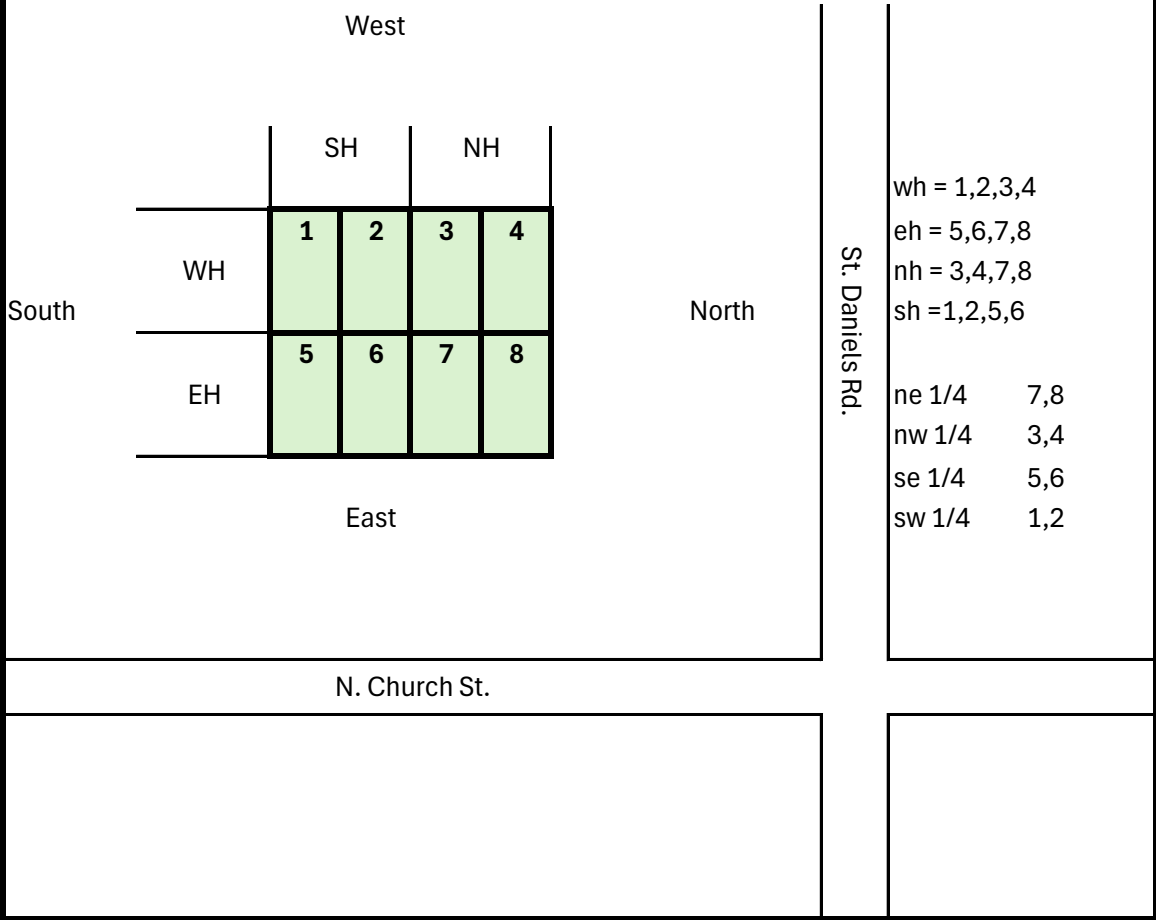 West
SH NH
wh = 1,2,3,4
1 2 3 4
eh = 5,6,7,8
WH
nh = 3,4,7,8
South
North
St. Daniels Rd.
sh =1,2,5,6
5 6 7 8
EH
ne 1/4 7,8
nw 1/4 3,4
se 1/4 5,6
East
sw 1/4 1,2
N. Church St.